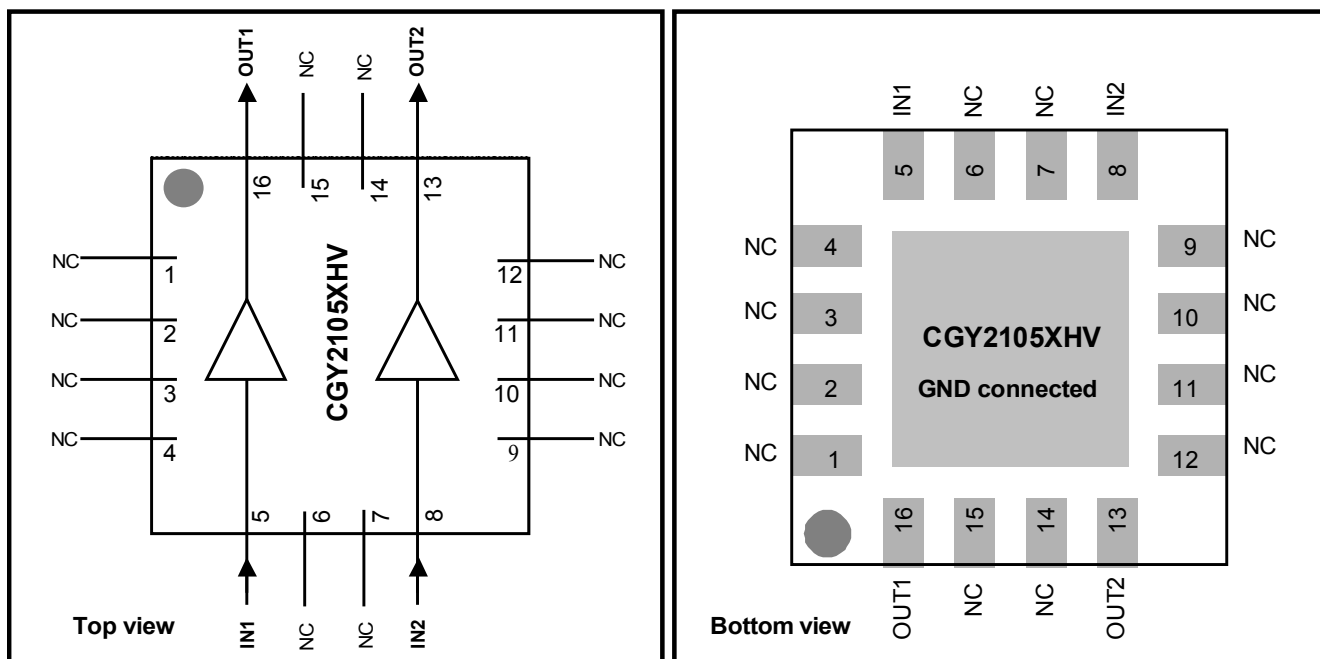 OUT1 NC NC OUT2
16 15 14 13
NC 1 12 NC
NC 2 11 NC
NC 3 10 NC
NC 4 9 NC
CGY2105XHV
5 6 7 8
IN1 NC NC IN2
Top view
IN1 NC NC IN2
5 6 7 8
NC 4 9 NC
NC 3 10 NC
NC 2 11 NC
NC 1 12 NC
CGY2105XHV
GND connected
16 15 14 13
OUT1 NC NC OUT2
Bottom view